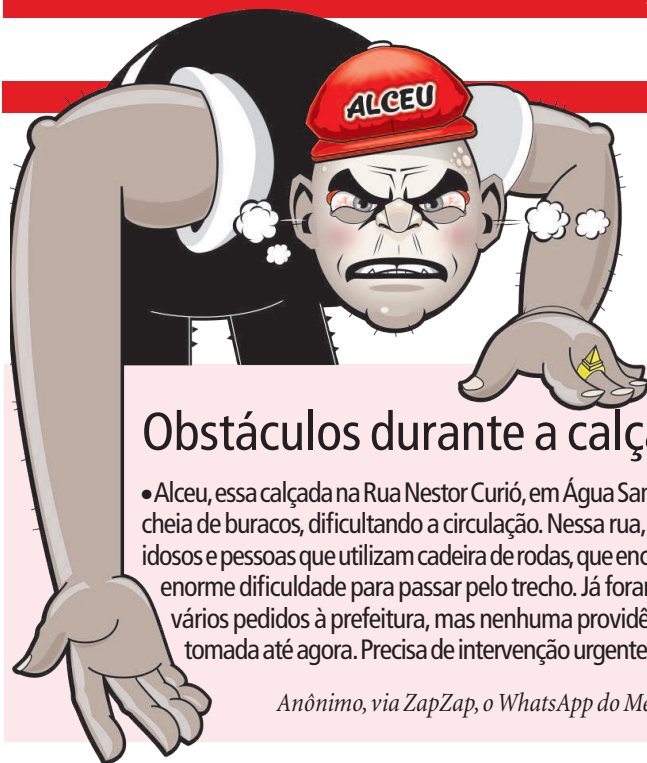 ALCEU
Obstáculos durante a calça
• Alceu, essa calçada na Rua Nestor Curió, em Água San
cheia de buracos, dificultando a circulação. Nessa rua,
idosos e pessoas que utilizam cadeira de rodas, que enc
enorme dificuldade para passar pelo trecho. Já foram
vários pedidos à prefeitura, mas nenhuma providê
tomada até agora. Precisa de intervenção urgente
Anônimo, via ZapZap, o WhatsApp do Me